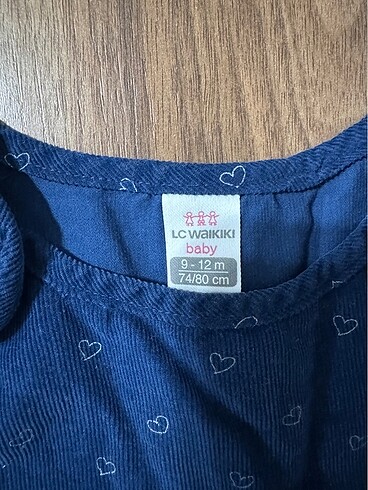 LC WAIKIKI
baby
9 - 12 m
74/80 cm